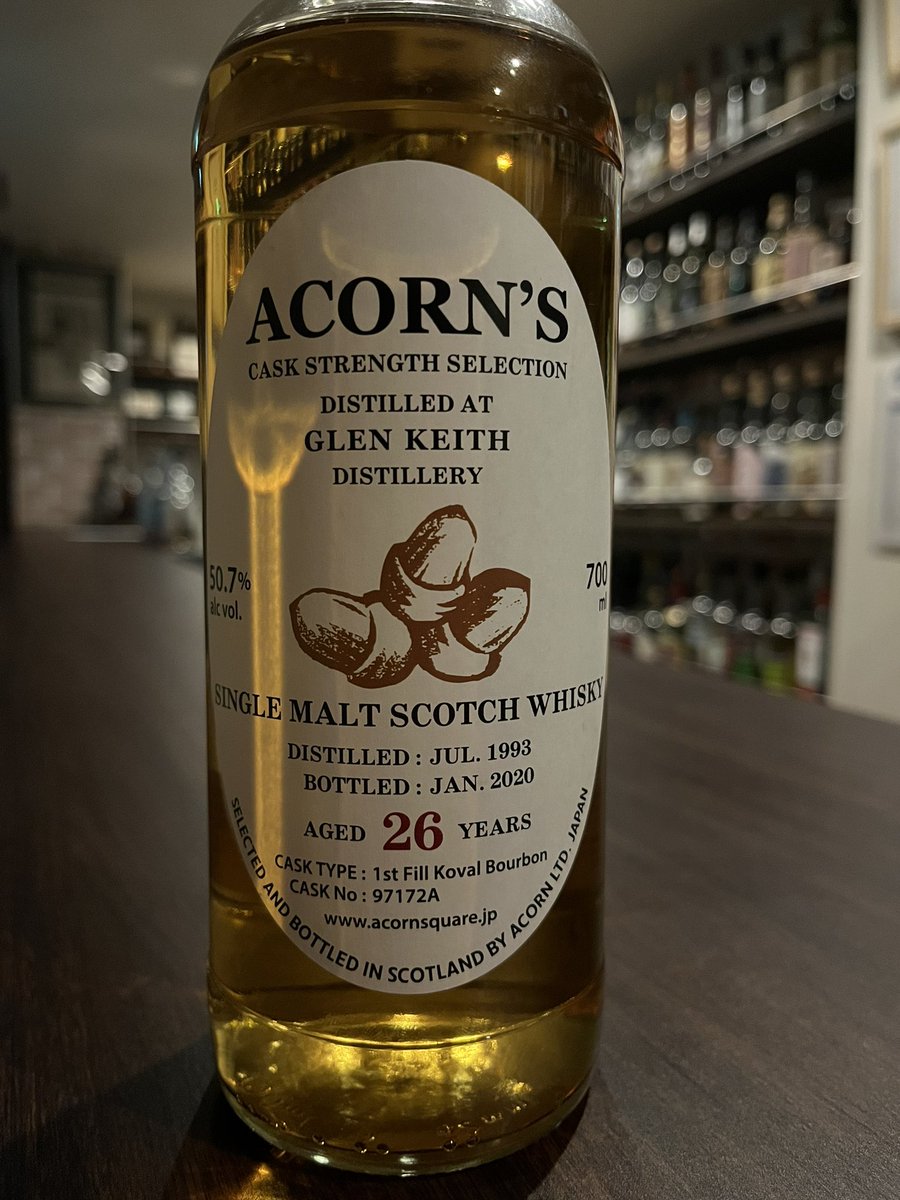 ACORN'S
CASK STRENGTH SELECTION
DISTILLED AT
GLEN KEITH
DISTILLERY
50.7%
alc vol.
700
ml
SINGLE MALT SCOTCH WHISKY
DISTILLED : JUL. 1993
BOTTLED : JAN. 2020
AGED 26 YEARS
CASK TYPE : 1st Fill Koval Bourbon
CASK No : 97172A
www.acornsquare.jp
SELECTED AND BOTTLED IN SCOTLAND BY ACORN LTD. JAPAN